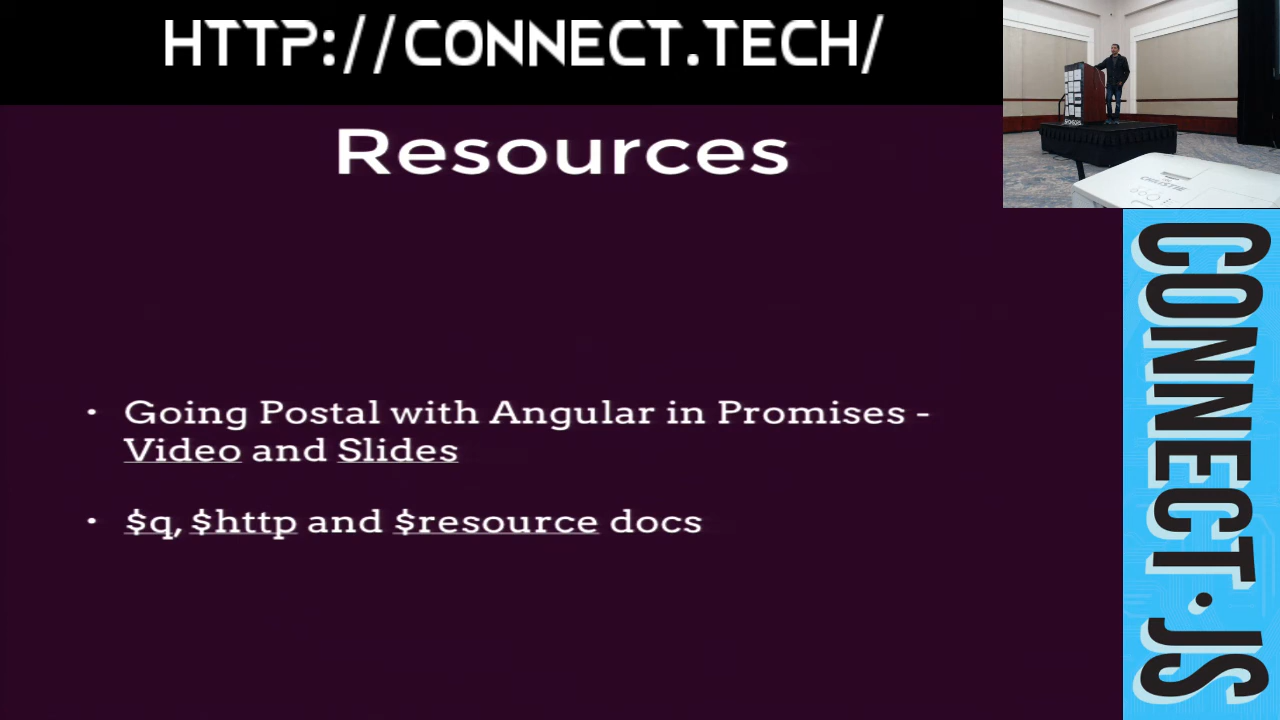 HTTP://CONNECT.TECH/
Resources
• Going Postal with Angular in Promises -
Video and Slides
• $q, $http and $resource docs
CHRISTIE
CONNECT·JS